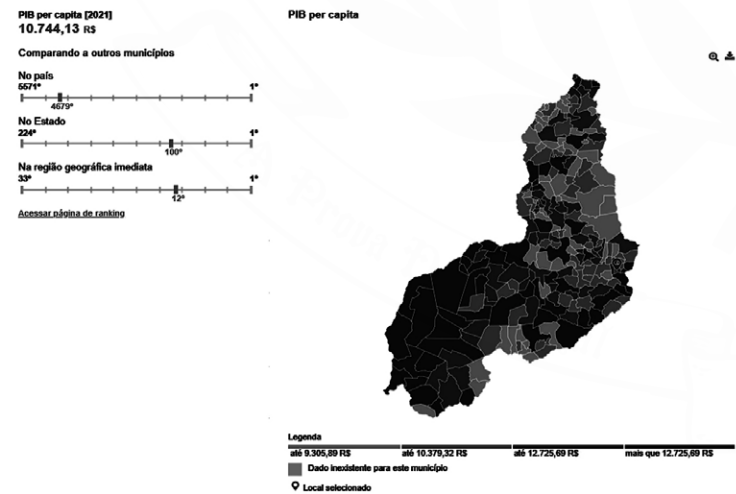 PIB per capita [2021]
10.744,13 R$
Comparando a outros municípios
No país
5571º 1º
4679º
No Estado
224º 1º
100º
Na região geográfica imediata
33º 1º
12º
Acessar página de ranking
PIB per capita
Legenda
até 9.305,89 R$ até 10.379,32 R$ até 12.725,69 R$ mais que 12.725,69 R$
Dado inexistente para este município
Local selecionado